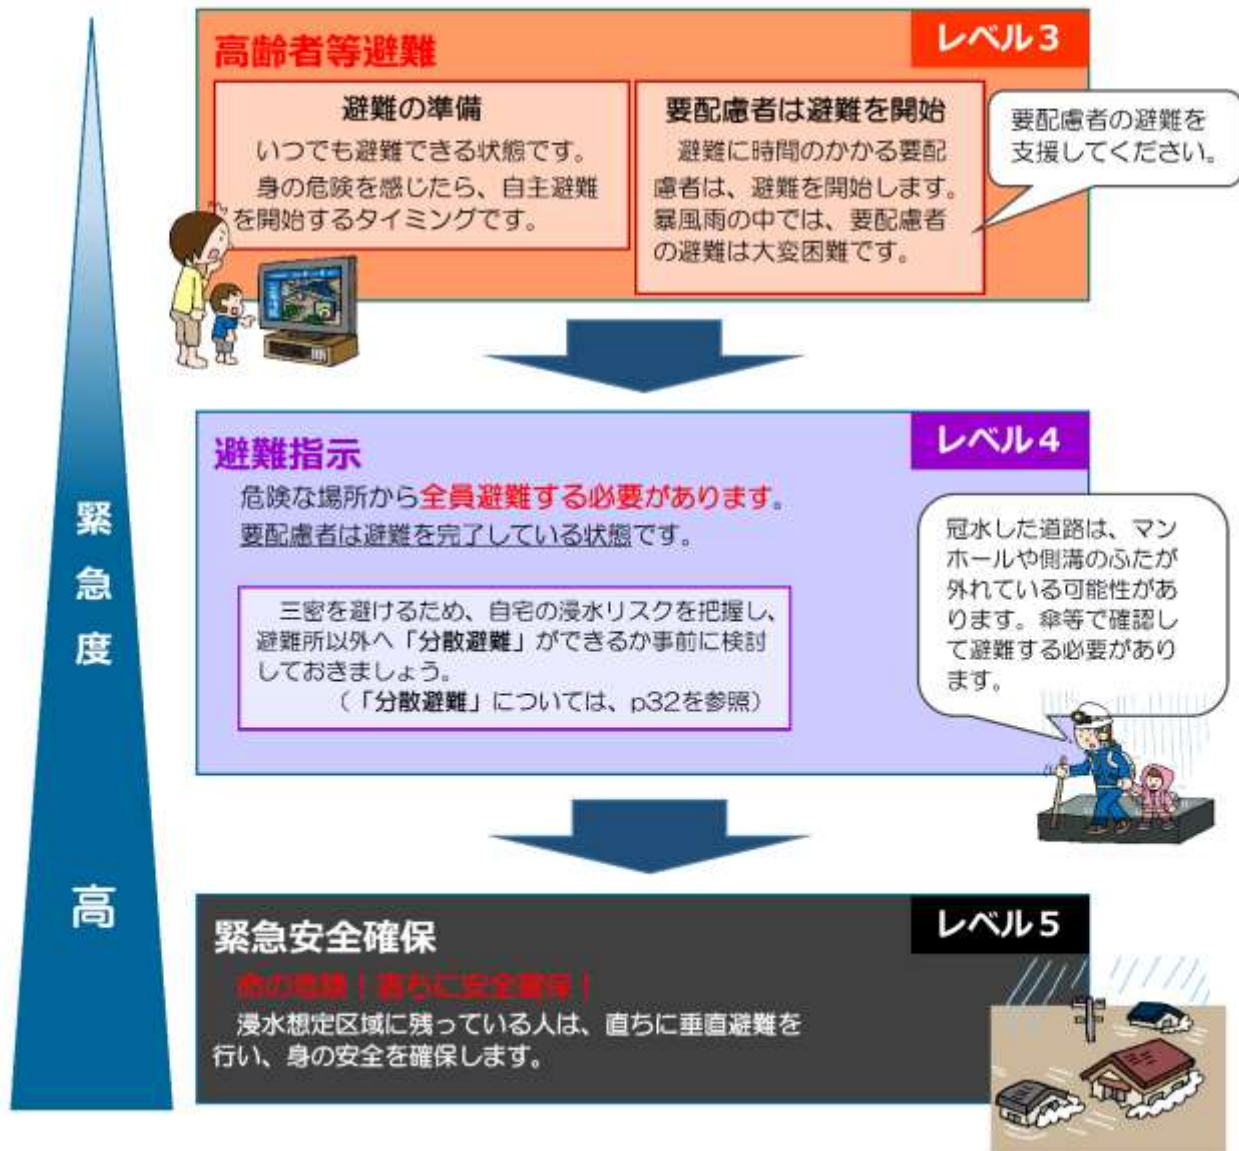 高齢者等避難
レベル3
避難の準備
いつでも避難できる状態です。
身の危険を感じたら、自主避難
を開始するタイミングです。
要配慮者は避難を開始
避難に時間のかかる要配
慮者は、避難を開始します。
暴風雨の中では、要配慮者
の避難は大変困難です。
要配慮者の避難を
支援してください。
避難指示
レベル4
危険な場所から全員避難する必要があります。
要配慮者は避難を完了している状態です。
三密を避けるため、自宅の浸水リスクを把握し、
避難所以外へ「分散避難」ができるか事前に検討
しておきましょう。
（「分散避難」については、p32を参照）
冠水した道路は、マン
ホールや側溝のふたが
外れている可能性があ
ります。傘等で確認し
て避難する必要があり
ます。
緊急安全確保
レベル5
命の危険！直ちに安全確保！
浸水想定区域に残っている人は、直ちに垂直避難を
行い、身の安全を確保します。
緊急度
高